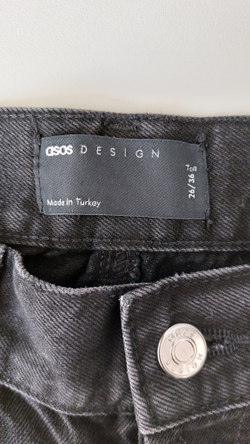 asos DESIGN
Made In Turkey
26/36